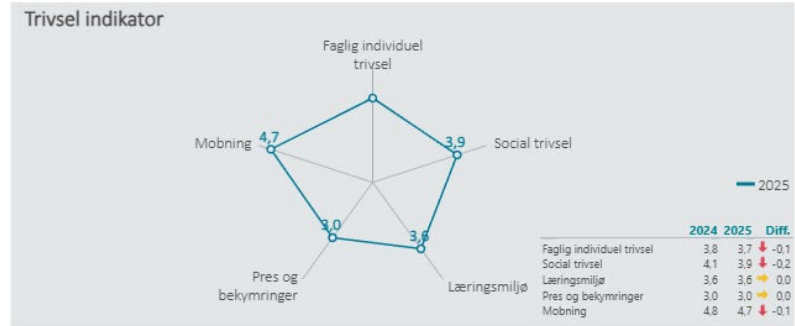 Trivsel indikator
Faglig individuel
trivsel
4,7
Mobning
3,9
Social trivsel
2025
3,0
3,6
Pres og
bekymringer
Læringsmiljø
2024 2025 Diff.
Faglig individuel trivsel 3,8 3,7 -0,1
Social trivsel 4,1 3,9 -0,2
Læringsmiljø 3,6 3,6 0,0
Pres og bekymringer 3,0 3,0 0,0
Mobning 4,8 4,7 -0,1